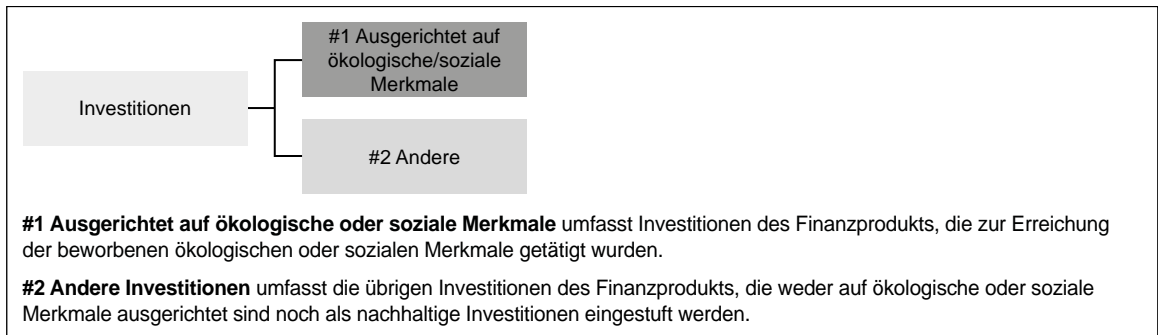 #1 Ausgerichtet auf
ökologische/soziale
Merkmale
Investitionen
#2 Andere
#1 Ausgerichtet auf ökologische oder soziale Merkmale umfasst Investitionen des Finanzprodukts, die zur Erreichung
der beworbenen ökologischen oder sozialen Merkmale getätigt wurden.
#2 Andere Investitionen umfasst die übrigen Investitionen des Finanzprodukts, die weder auf ökologische oder soziale
Merkmale ausgerichtet sind noch als nachhaltige Investitionen eingestuft werden.